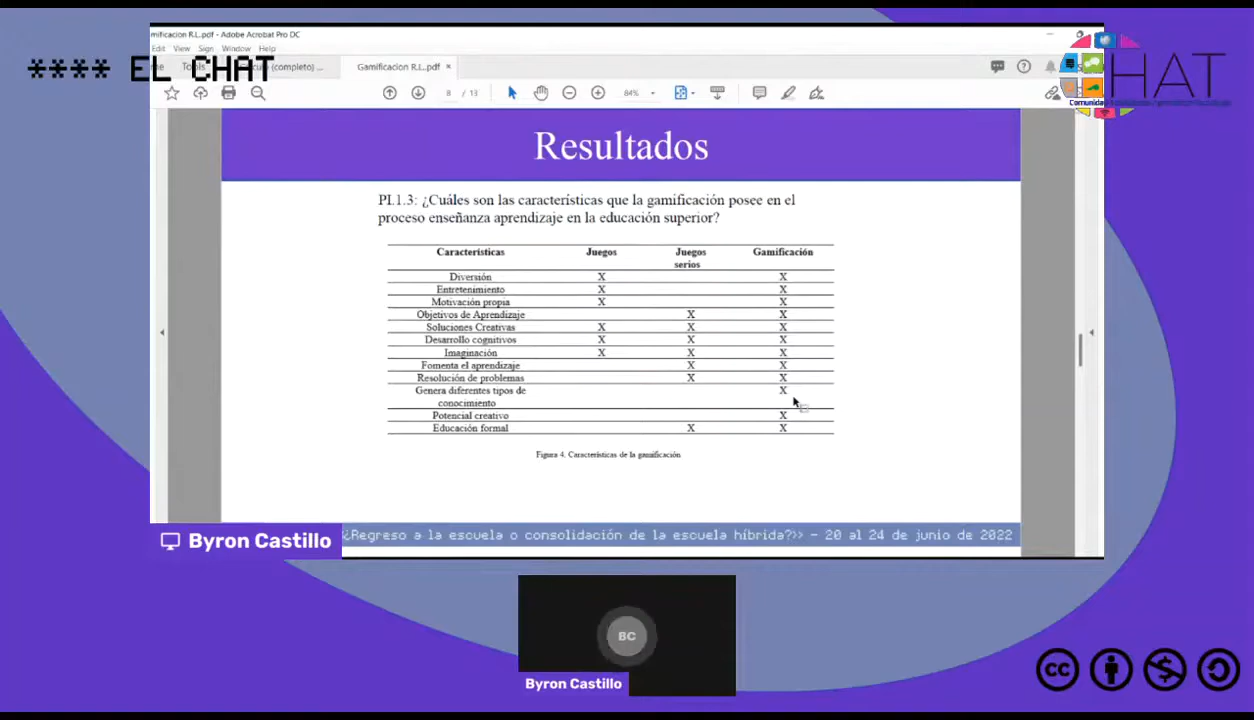 mificacion R.L.pdf - Adobe Acrobat Pro DC
Edit View Sign Window Help
**** EL CHAT
Tools
(completo) ...
Gamificacion R.L.pdf ×
HAT
8 / 13
84%
Resultados
PI.1.3: ¿Cuáles son las características que la gamificación posee en el
proceso enseñanza aprendizaje en la educación superior?
Características Juegos Juegos serios Gamificación
Diversión X X
Entretenimiento X X
Motivación propia X X
Objetivos de Aprendizaje X X
Soluciones Creativas X X X
Desarrollo cognitivos X X X
Imaginación X X X
Fomenta el aprendizaje X X
Resolución de problemas X X
Genera diferentes tipos de X
conocimiento
Potencial creativo X
Educación formal X X
Figura 4. Características de la gamificación
Byron Castillo
¿Regreso a la escuela o consolidación de la escuela híbrida?>> - 20 al 24 de junio de 2022
BC
Byron Castillo
CC